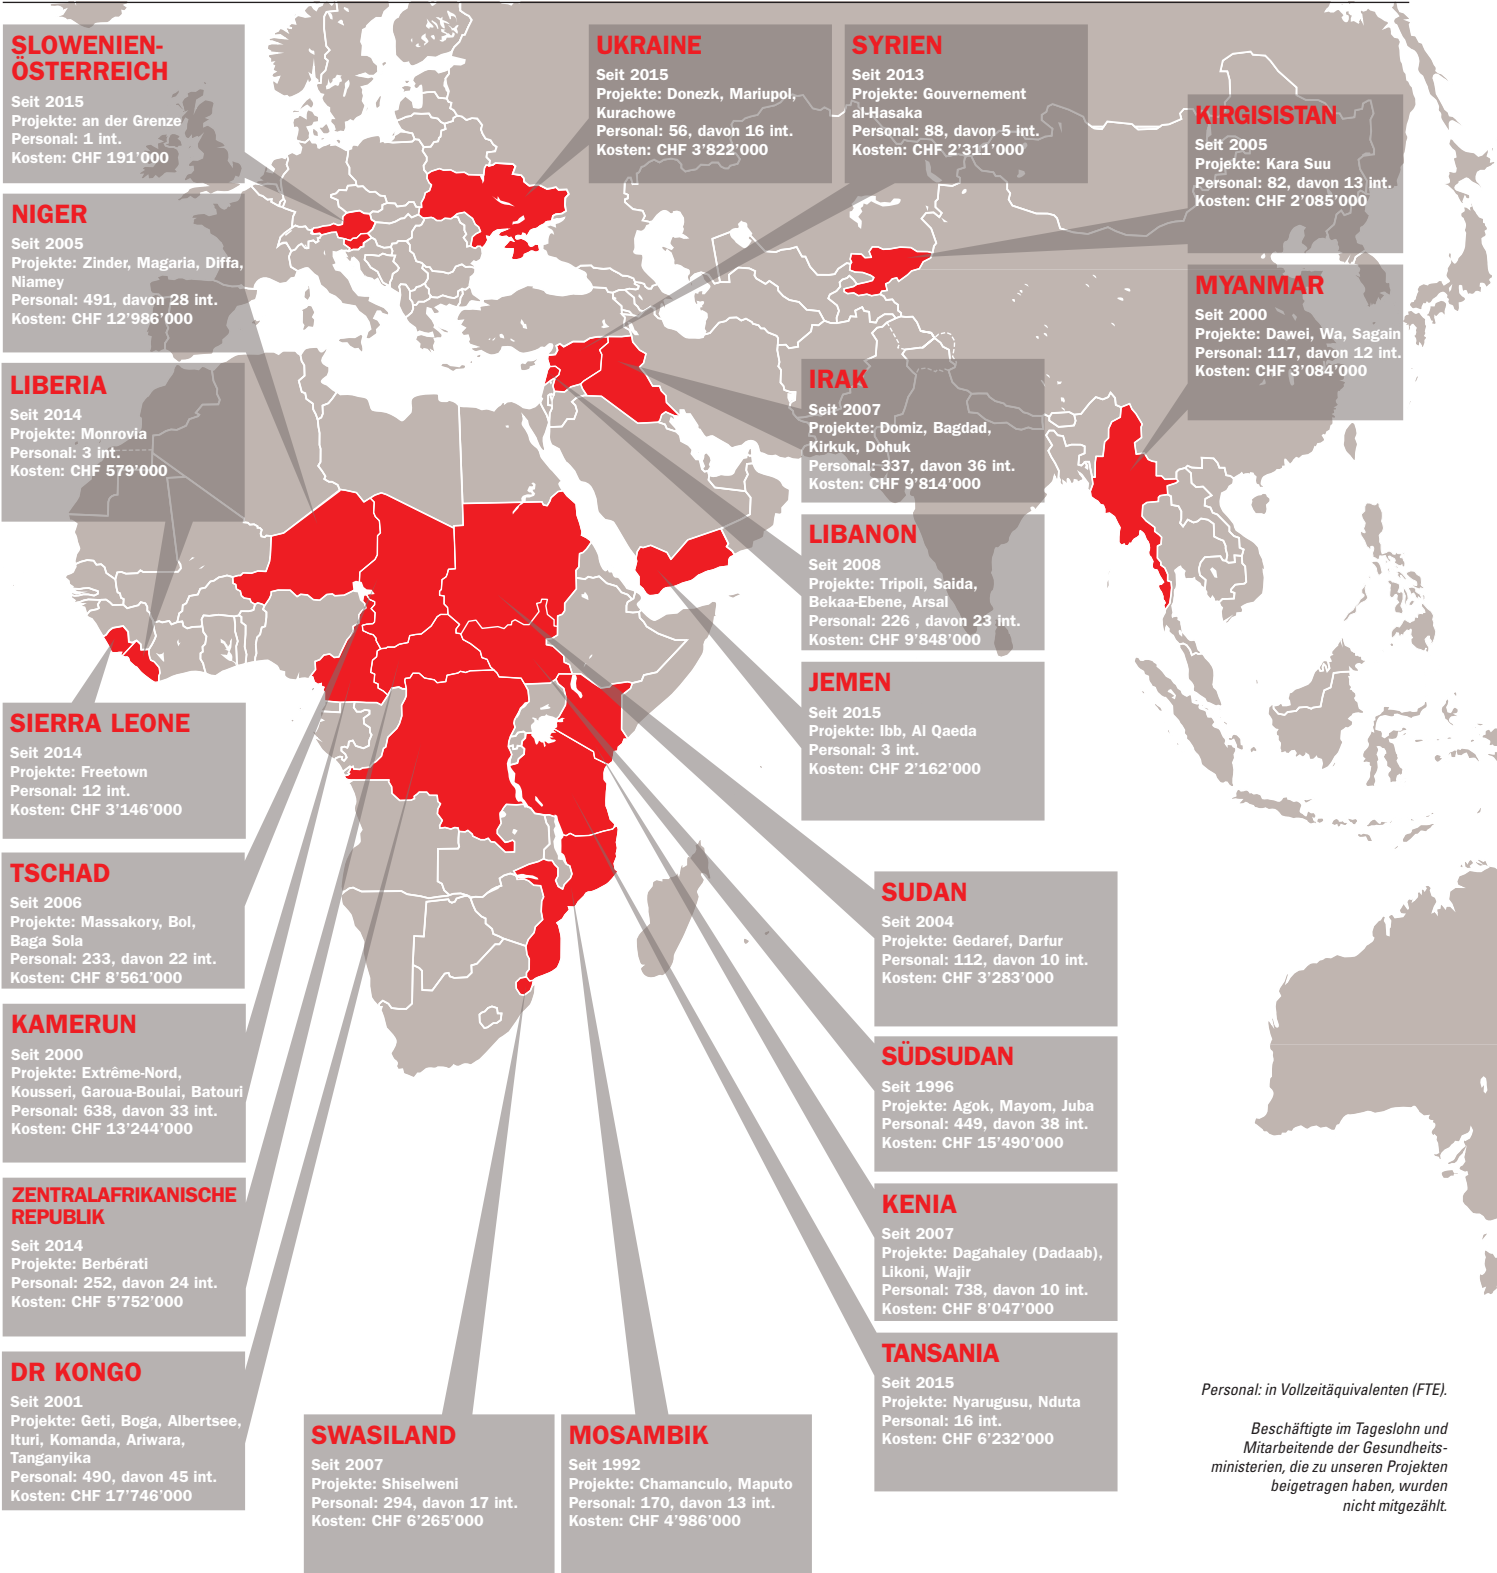 SLOWENIEN-
ÖSTERREICH
Seit 2015
Projekte: an der Grenze
Personal: 1 int.
Kosten: CHF 191’000
NIGER
Seit 2005
Projekte: Zinder, Magaria, Diffa,
Niamey
Personal: 491, davon 28 int.
Kosten: CHF 12’986’000
LIBERIA
Seit 2014
Projekte: Monrovia
Personal: 3 int.
Kosten: CHF 579’000
SIERRA LEONE
Seit 2014
Projekte: Freetown
Personal: 12 int.
Kosten: CHF 3’146’000
TSCHAD
Seit 2006
Projekte: Massakory, Bol,
Baga Sola
Personal: 233, davon 22 int.
Kosten: CHF 8’561’000
KAMERUN
Seit 2000
Projekte: Extrême-Nord,
Kousseri, Garoua-Boulai, Batouri
Personal: 638, davon 33 int.
Kosten: CHF 13’244’000
ZENTRALAFRIKANISCHE
REPUBLIK
Seit 2014
Projekte: Berbérati
Personal: 252, davon 24 int.
Kosten: CHF 5’752’000
DR KONGO
Seit 2001
Projekte: Geti, Boga, Albertsee,
Ituri, Komanda, Ariwara,
Tanganyika
Personal: 490, davon 45 int.
Kosten: CHF 17’746’000
SWASILAND
Seit 2007
Projekte: Shiselweni
Personal: 294, davon 17 int.
Kosten: CHF 6’265’000
MOSAMBIK
Seit 1992
Projekte: Chamanculo, Maputo
Personal: 170, davon 13 int.
Kosten: CHF 4’986’000
UKRAINE
Seit 2015
Projekte: Donezk, Mariupol,
Kurachowe
Personal: 56, davon 16 int.
Kosten: CHF 3’822’000
SYRIEN
Seit 2013
Projekte: Gouvernement
al-Hasaka
Personal: 88, davon 5 int.
Kosten: CHF 2’311’000
KIRGISISTAN
Seit 2005
Projekte: Kara Suu
Personal: 82, davon 13 int.
Kosten: CHF 2’085’000
MYANMAR
Seit 2000
Projekte: Dawei, Wa, Sagain
Personal: 117, davon 12 int.
Kosten: CHF 3’084’000
IRAK
Seit 2007
Projekte: Domiz, Bagdad,
Kirkuk, Dohuk
Personal: 337, davon 36 int.
Kosten: CHF 9’814’000
LIBANON
Seit 2008
Projekte: Tripoli, Saida,
Bekaa-Ebene, Arsal
Personal: 226 , davon 23 int.
Kosten: CHF 9’848’000
JEMEN
Seit 2015
Projekte: Ibb, Al Qaeda
Personal: 3 int.
Kosten: CHF 2’162’000
SUDAN
Seit 2004
Projekte: Gedaref, Darfur
Personal: 112, davon 10 int.
Kosten: CHF 3’283’000
SÜDSUDAN
Seit 1996
Projekte: Agok, Mayom, Juba
Personal: 449, davon 38 int.
Kosten: CHF 15’490’000
KENIA
Seit 2007
Projekte: Dagahaley (Dadaab),
Likoni, Wajir
Personal: 738, davon 10 int.
Kosten: CHF 8’047’000
TANSANIA
Seit 2015
Projekte: Nyarugusu, Nduta
Personal: 16 int.
Kosten: CHF 6’232’000
Personal: in Vollzeitäquivalenten (FTE).
Beschäftigte im Tageslohn und
Mitarbeitende der Gesundheits-
ministerien, die zu unseren Projekten
beigetragen haben, wurden
nicht mitgezählt.